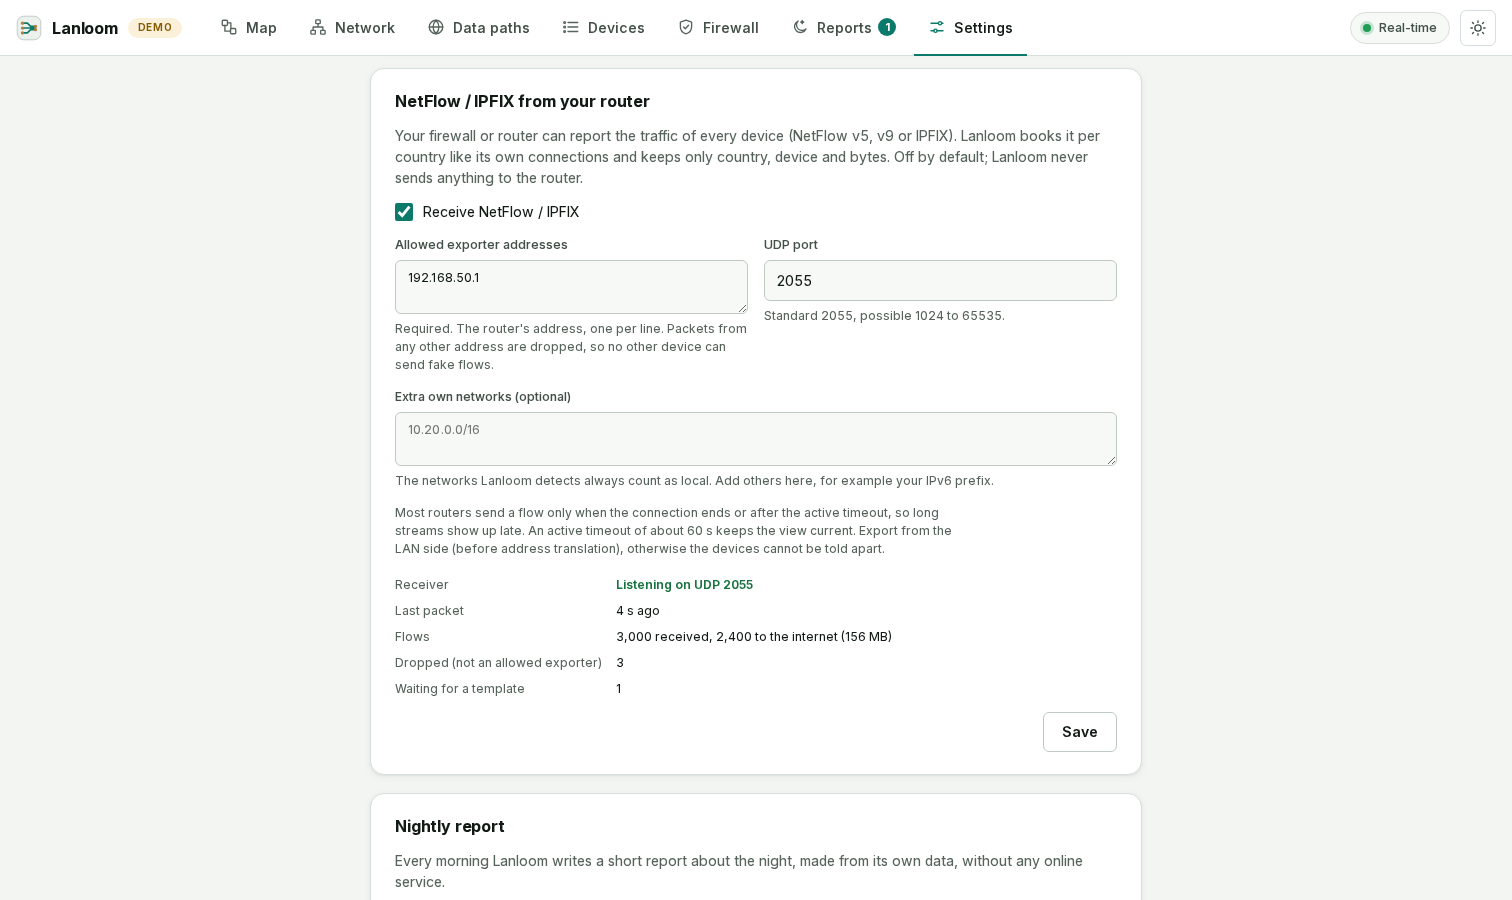 Lanloom DEMO Map Network Data paths Devices Firewall Reports 1 Settings Real-time
NetFlow / IPFIX from your router
Your firewall or router can report the traffic of every device (NetFlow v5, v9 or IPFIX). Lanloom books it per
country like its own connections and keeps only country, device and bytes. Off by default; Lanloom never
sends anything to the router.
Receive NetFlow / IPFIX
Allowed exporter addresses
192.168.50.1
Required. The router's address, one per line. Packets from
any other address are dropped, so no other device can
send fake flows.
UDP port
2055
Standard 2055, possible 1024 to 65535.
Extra own networks (optional)
10.20.0.0/16
The networks Lanloom detects always count as local. Add others here, for example your IPv6 prefix.
Most routers send a flow only when the connection ends or after the active timeout, so long
streams show up late. An active timeout of about 60 s keeps the view current. Export from the
LAN side (before address translation), otherwise the devices cannot be told apart.
Receiver Listening on UDP 2055
Last packet 4 s ago
Flows 3,000 received, 2,400 to the internet (156 MB)
Dropped (not an allowed exporter) 3
Waiting for a template 1
Save
Nightly report
Every morning Lanloom writes a short report about the night, made from its own data, without any online
service.